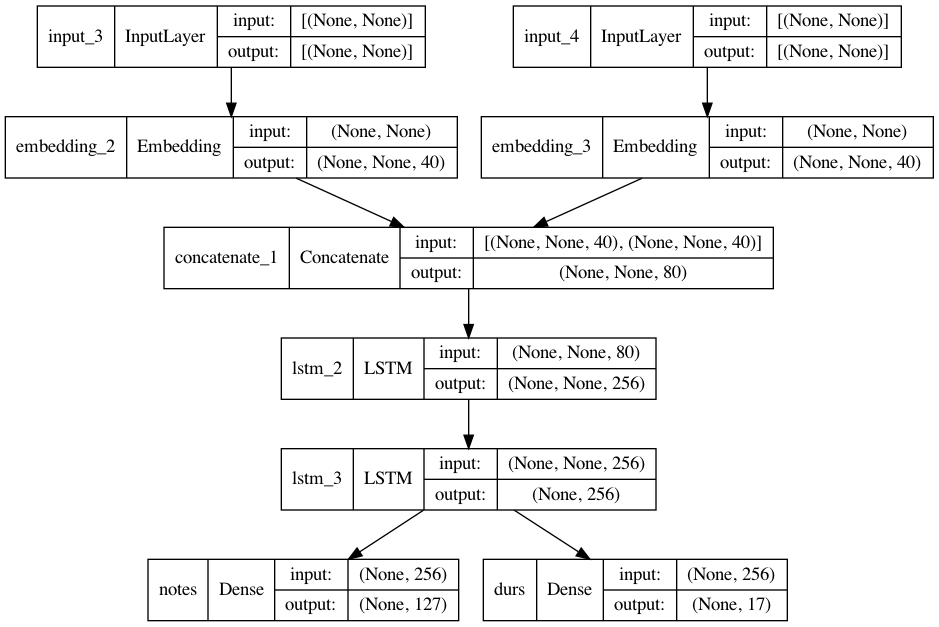 input_3 InputLayer input: [(None, None)]
output: [(None, None)]
input_4 InputLayer input: [(None, None)]
output: [(None, None)]
embedding_2 Embedding input: (None, None)
output: (None, None, 40)
embedding_3 Embedding input: (None, None)
output: (None, None, 40)
concatenate_1 Concatenate input: [(None, None, 40), (None, None, 40)]
output: (None, None, 80)
lstm_2 LSTM input: (None, None, 80)
output: (None, None, 256)
lstm_3 LSTM input: (None, None, 256)
output: (None, 256)
notes Dense input: (None, 256)
output: (None, 127)
durs Dense input: (None, 256)
output: (None, 17)